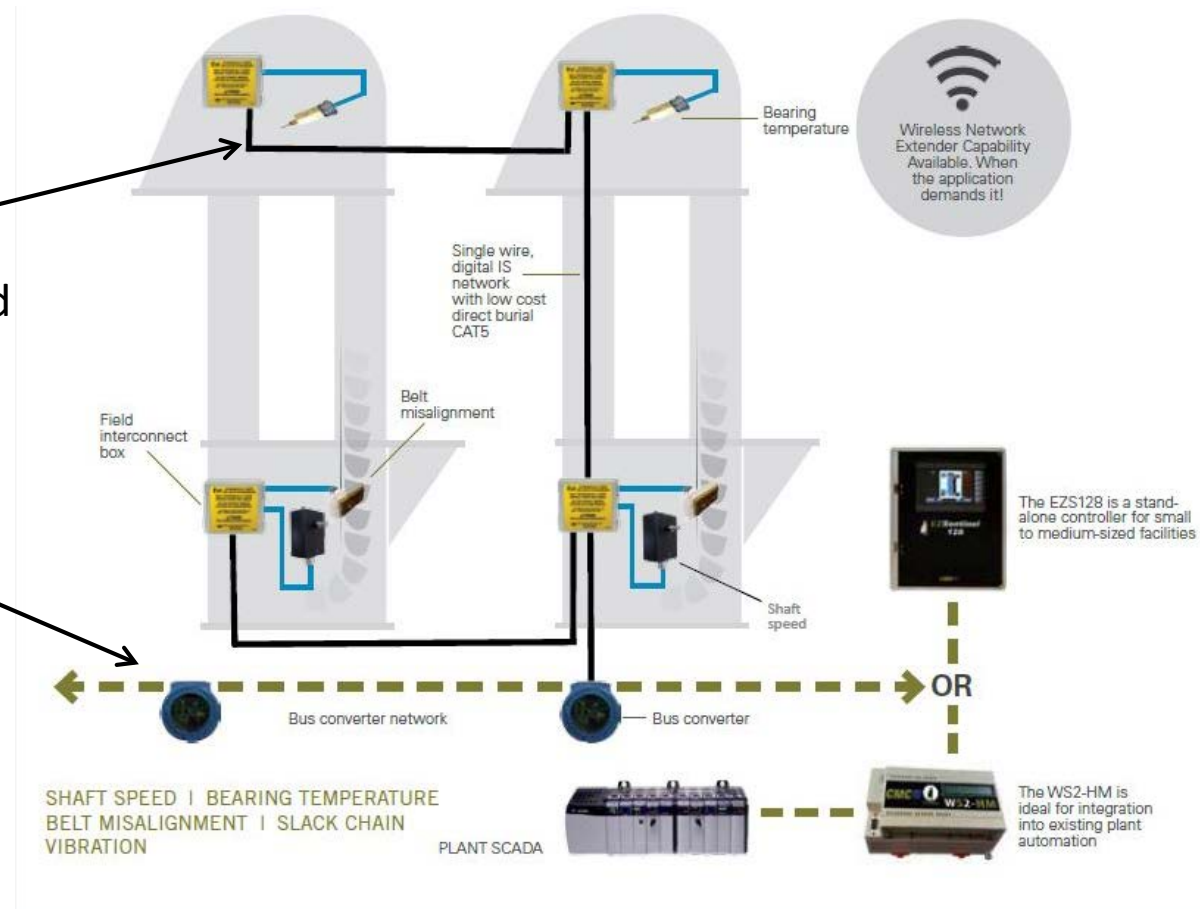 Bearing
temperature
Wireless Network
Extender Capability
Available. When
the application
demands it!
d
Single wire,
digital IS
network
with low cost
direct burial
CAT5
Belt
misalignment
Field
interconnect
box
The EZS128 is a stand-
alone controller for small
to medium-sized facilities
Shaft
speed
OR
Bus converter network
Bus converter
SHAFT SPEED I BEARING TEMPERATURE
BELT MISALIGNMENT I SLACK CHAIN
VIBRATION
PLANT SCADA
CMC
WS2-HM
The WS2-HM is
ideal for integration
into existing plant
automation